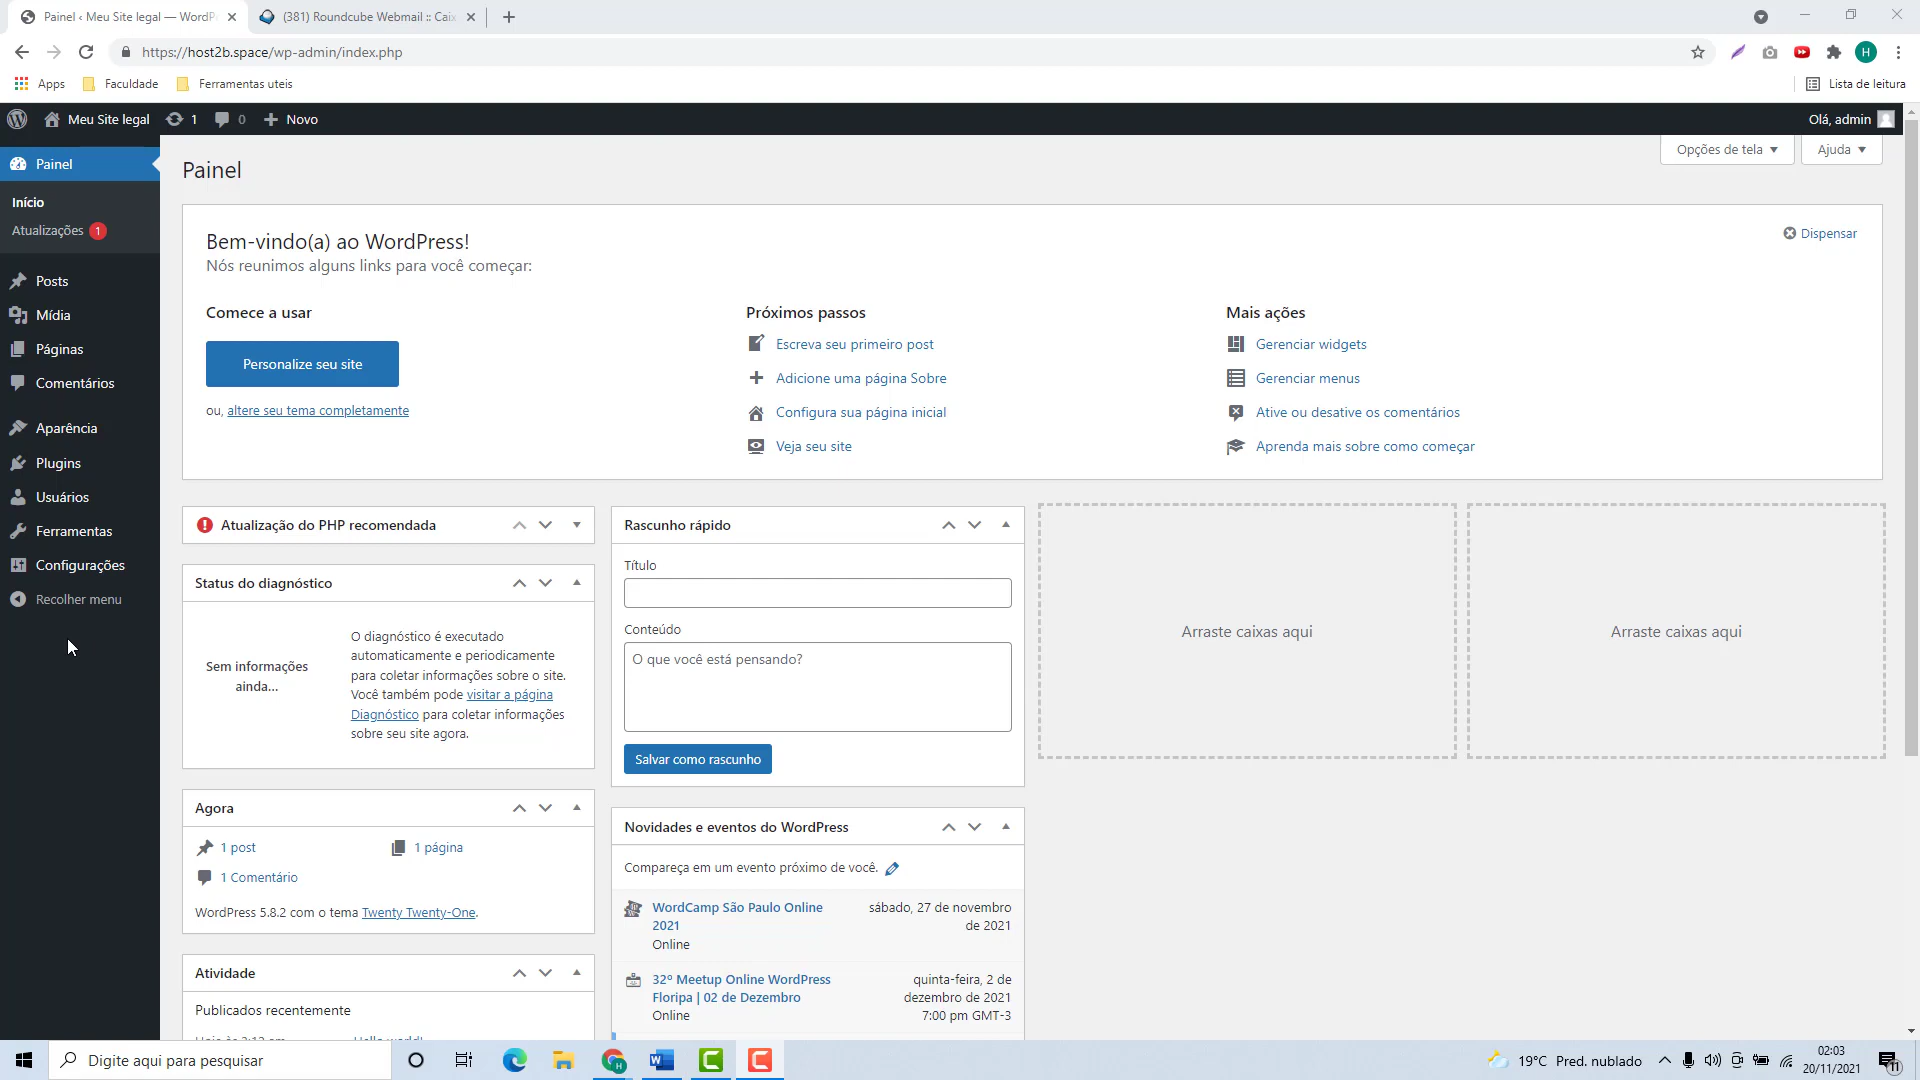 Painel ‹ Meu Site legal — WordP
(381) Roundcube Webmail :: Caix
https://host2b.space/wp-admin/index.php
H
Apps
Faculdade
Ferramentas uteis
Lista de leitura
Meu Site legal
1
0
Novo
Olá, admin
Painel
Início
Atualizações 1
Posts
Mídia
Páginas
Comentários
Aparência
Plugins
Usuários
Ferramentas
Configurações
Recolher menu
Painel
Opções de tela
Ajuda
Bem-vindo(a) ao WordPress!
Nós reunimos alguns links para você começar:
Dispensar
Comece a usar
Personalize seu site
ou, altere seu tema completamente
Próximos passos
Escreva seu primeiro post
Adicione uma página Sobre
Configura sua página inicial
Veja seu site
Mais ações
Gerenciar widgets
Gerenciar menus
Ative ou desative os comentários
Aprenda mais sobre como começar
Atualização do PHP recomendada
Status do diagnóstico
Sem informações
ainda...
O diagnóstico é executado
automaticamente e periodicamente
para coletar informações sobre o site.
Você também pode visitar a página
Diagnóstico para coletar informações
sobre seu site agora.
Agora
1 post
1 página
1 Comentário
WordPress 5.8.2 com o tema Twenty Twenty-One.
Atividade
Publicados recentemente
Rascunho rápido
Título
Conteúdo
O que você está pensando?
Salvar como rascunho
Novidades e eventos do WordPress
Compareça em um evento próximo de você.
WordCamp São Paulo Online
2021
Online
sábado, 27 de novembro
de 2021
32º Meetup Online WordPress
Floripa | 02 de Dezembro
Online
quinta-feira, 2 de
dezembro de 2021
7:00 pm GMT-3
Arraste caixas aqui
Arraste caixas aqui
Digite aqui para pesquisar
19°C Pred. nublado
02:03
20/11/2021
11